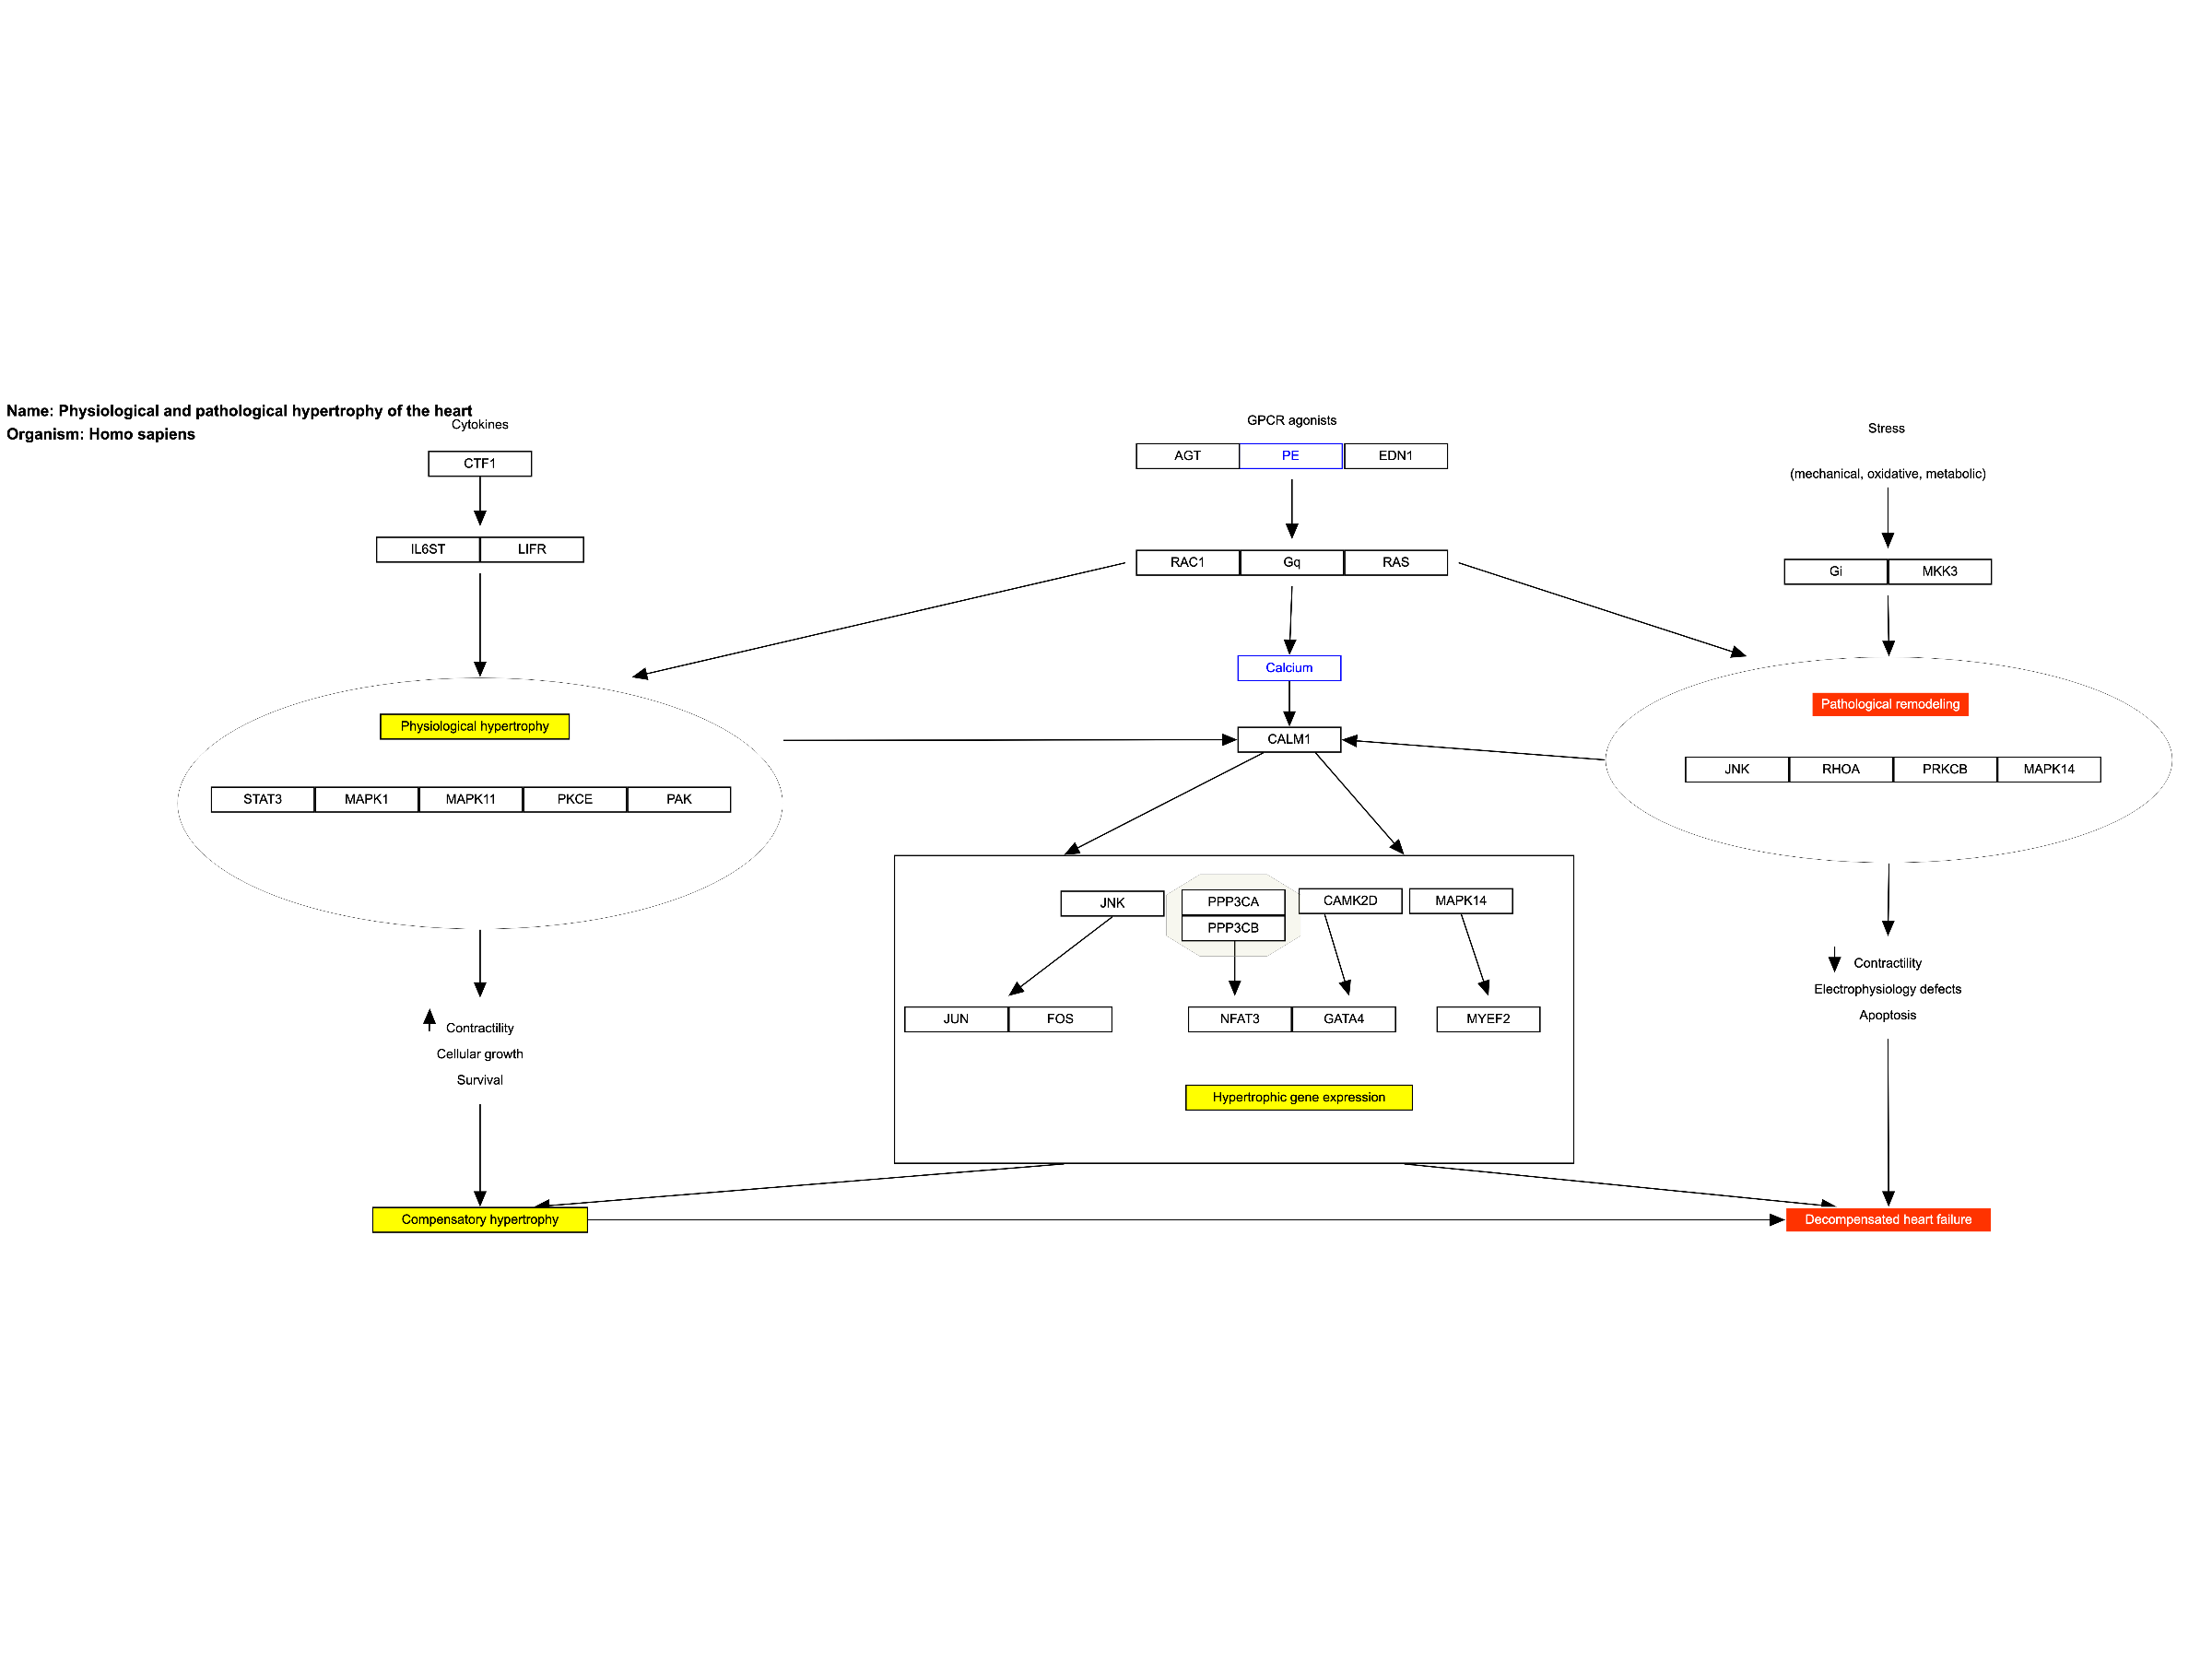 Name: Physiological and pathological hypertrophy of the heart
Organism: Homo sapiens
Cytokines
GPCR agonists
Stress
(mechanical, oxidative, metabolic)
CTF1
AGT PE EDN1
IL6ST LIFR
RAC1 Gq RAS
Gi MKK3
Calcium
Physiological hypertrophy
CALM1
Pathological remodeling
JNK RHOA PRKCB MAPK14
STAT3 MAPK1 MAPK11 PKCE PAK
JNK PPP3CA CAMK2D MAPK14
PPP3CB
JUN FOS NFAT3 GATA4 MYEF2
Hypertrophic gene expression
Contractility
Electrophysiology defects
Apoptosis
Contractility
Cellular growth
Survival
Compensatory hypertrophy
Decompensated heart failure